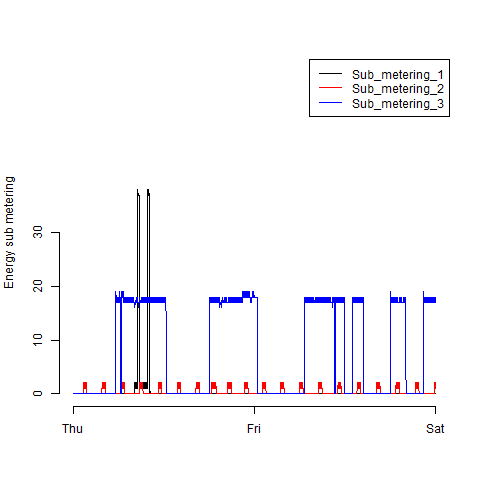 Sub_metering_1
Sub_metering_2
Sub_metering_3
Energy sub metering
30
20
10
0
Thu Fri Sat